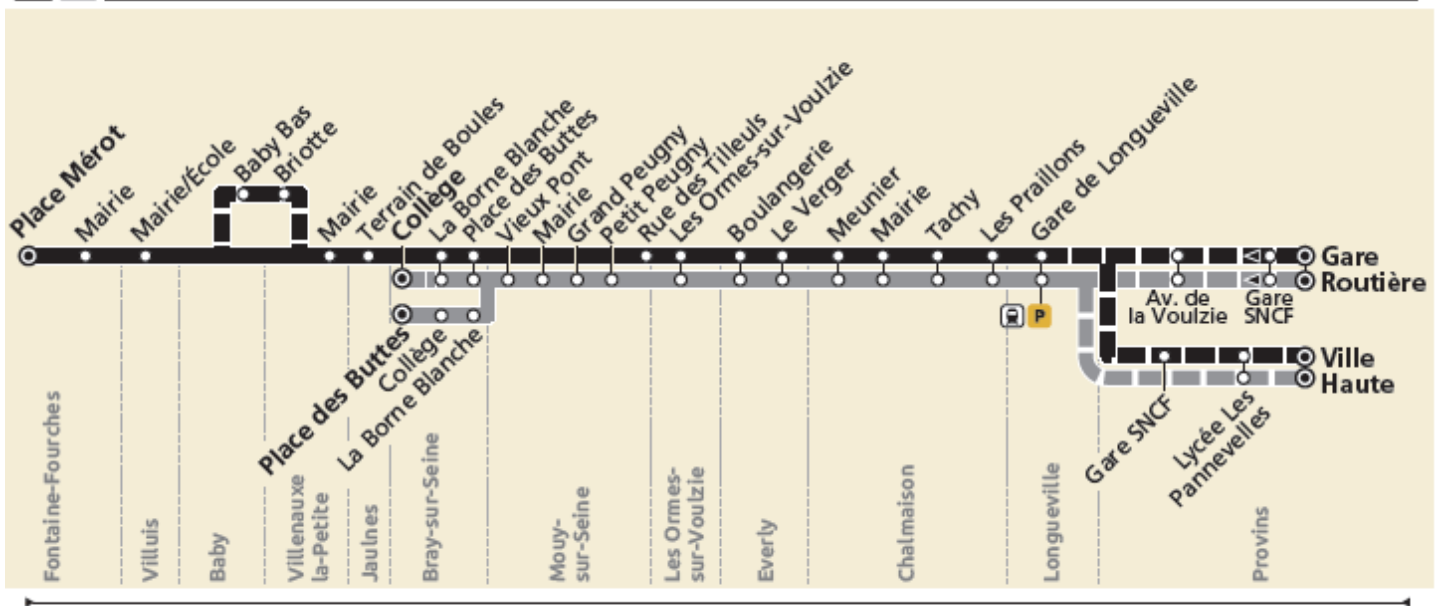 Place Mérot
Mairie
Mairie/École
Baby Bas
Briotte
Mairie
Terrain de Boules
Collège
La Borne Blanche
Place des Buttes
Vieux Pont
Mairie
Grand Peugny
Petit Peugny
Rue des Tilleuls
Les Ormes-sur-Voulzie
Boulangerie
Le Verger
Meunier
Mairie
Tachy
Les Praillons
Gare de Longueville
Gare
Routière
Av. de
la Voulzie
Gare
SNCF
P
Ville
Haute
Place des Buttes
Collège
La Borne Blanche
Gare SNCF
Lycée Les
Pannevelles
Fontaine-Fourches
Villuis
Baby
Villenauxe
la-Petite
Jaulnes
Bray-sur-Seine
Mouy-
sur-Seine
Les Ormes-
sur-Voulzie
Everly
Chalmaison
Longueville
Provins